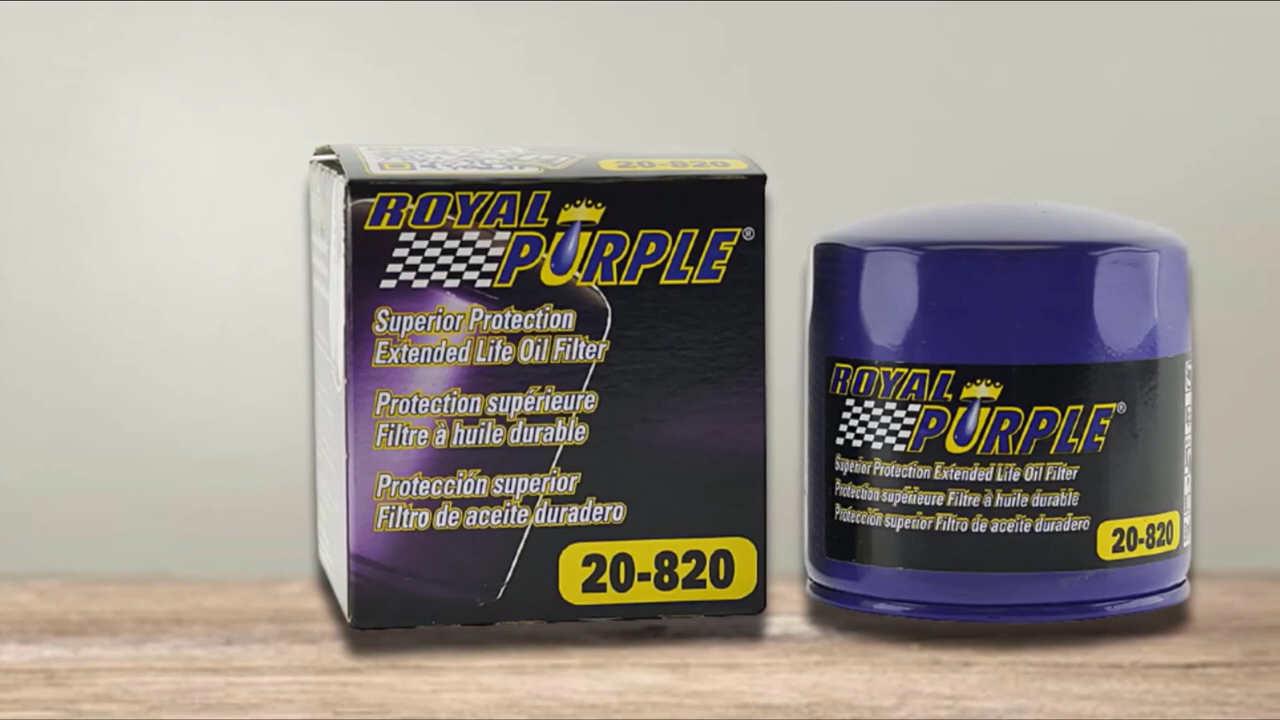 20-820
ROYAL
PURPLE®
Superior Protection
Extended Life Oil Filter
Protection supérieure
Filtre à huile durable
Protección superior
Filtro de aceite duradero
20-820
ROYAL
PURPLE®
Superior Protection Extended Life Oil Filter
Protection supérieure Filtre à huile durable
Protección superior Filtro de aceite duradero
20-820